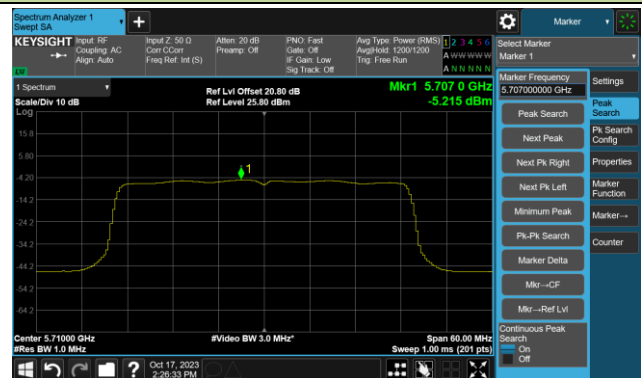 Spectrum Analyzer 1
Swept SA
+
Marker
KEYSIGHT
Input: RF
Coupling: AC
Align: Auto
Input Z: 50 Ω
Corr CCorr
Freq Ref: Int (S)
Atten: 20 dB
Preamp: Off
PNO: Fast
Gate: Off
IF Gain: Low
Sig Track: Off
Avg Type: Power (RMS)
Avg|Hold: 1200/1200
Trig: Free Run
1 2 3 4 5 6
A W W W W W
A N N N N N
LW
Select Marker
Marker 1
1 Spectrum
Scale/Div 10 dB
Log
Ref Lvl Offset 20.80 dB
Ref Level 25.80 dBm
Mkr1 5.707 0 GHz
-5.215 dBm
15.8
5.80
-4.20
-14.2
-24.2
-34.2
-44.2
-54.2
-64.2
1
Center 5.71000 GHz
#Res BW 1.0 MHz
#Video BW 3.0 MHz*
Span 60.00 MHz
Sweep 1.00 ms (201 pts)
Marker Frequency
5.707000000 GHz
Peak Search
Next Peak
Next Pk Right
Next Pk Left
Minimum Peak
Pk-Pk Search
Marker Delta
Mkr→CF
Mkr→Ref Lvl
Continuous Peak
Search
On
Off
Settings
Peak
Search
Pk Search
Config
Properties
Marker
Function
Marker→
Counter
?
Oct 17, 2023
2:26:33 PM